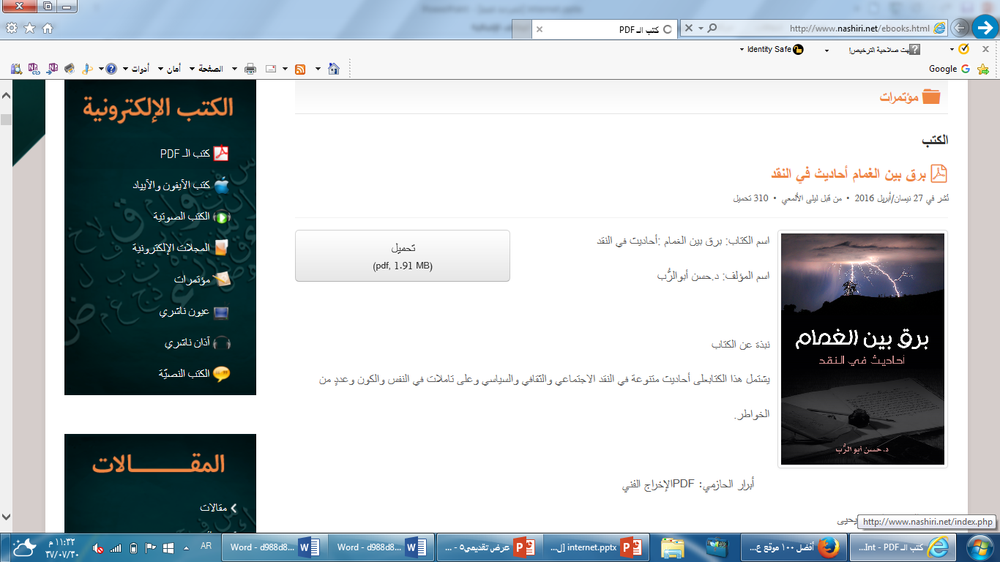 internet.pptx
كتب الـ PDF
http://www.nashiri.net/ebooks.html
Identity Safe
هت صلاحية الترخيص!
الصفحة
أمان
أدوات
Google
مؤتمرات
الكتب
برق بين الغمام أحاديث في النقد
نُشر في 27 نيسان/أبريل 2016 • من قبل ليلى الألمعي • 310 تحميل
برق بين الغمام
أحاديث في النقد
د. حسن أبو الرُّب
اسم الكتاب: برق بين الغمام :أحاديث في النقد
اسم المؤلف: د.حسن أبوالرُّب
تحميل
(pdf, 1.91 MB)
نبذة عن الكتاب
يشتمل هذا الكتابعلى أحاديث متنوعة في النقد الاجتماعي والثقافي والسياسي وعلى تاملات في النفس والكون وعددٍ من
الخواطر.
أبرار الحازمي: PDFالإخراج الفني
يحيى
http://www.nashiri.net/index.php
الكتب الإلكترونية
كتب الـ PDF
كتب الآيفون والآيباد
الكتب الصوتية
المجلات الإلكترونية
مؤتمرات
عيون ناشري
آذان ناشري
الكتب النصيّة
المقـــــــالات
مقالات
كتب الـ Int - PDF...
أفضل ١٠٠ موقع ع...
internet.pptx [ل...
عرض تقديمي٥ - ...
Word - d988d8...
Word - d988d8...
AR
١١:٣٢ م
٣٧/٠٧/٣٠